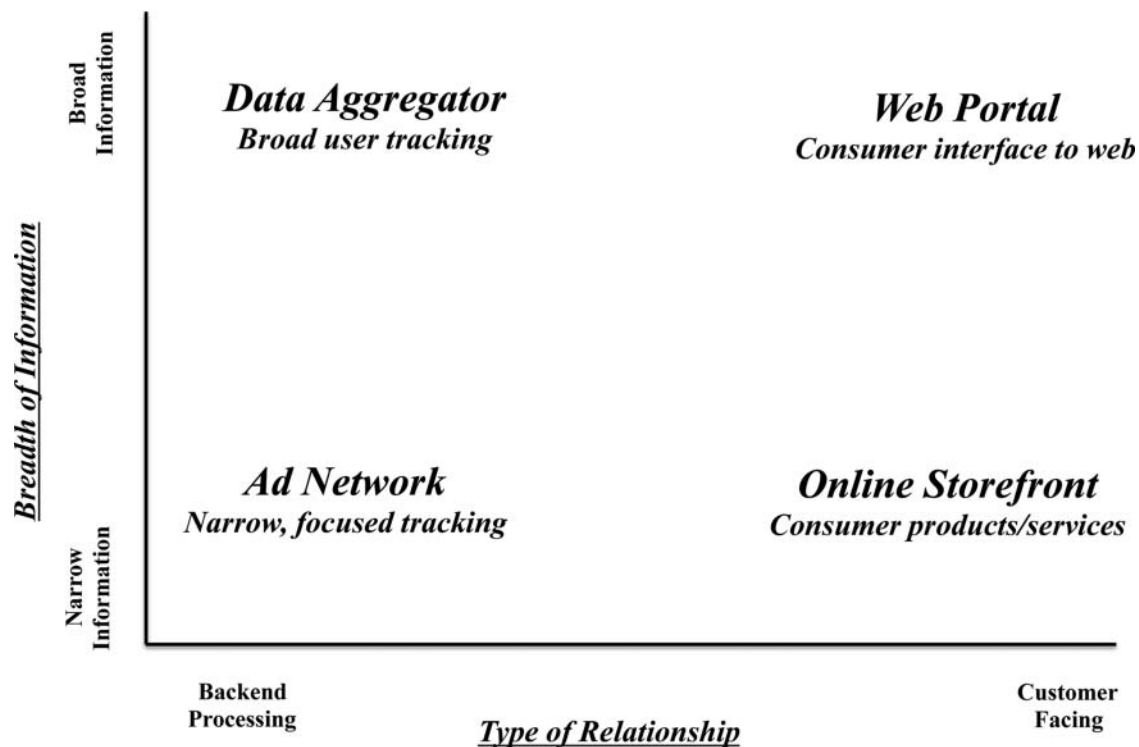 Broad
Information
Data Aggregator
Broad user tracking
Web Portal
Consumer interface to web
Breadth of Information
Ad Network
Narrow, focused tracking
Online Storefront
Consumer products/services
Narrow
Information
Backend
Processing
Type of Relationship
Customer
Facing